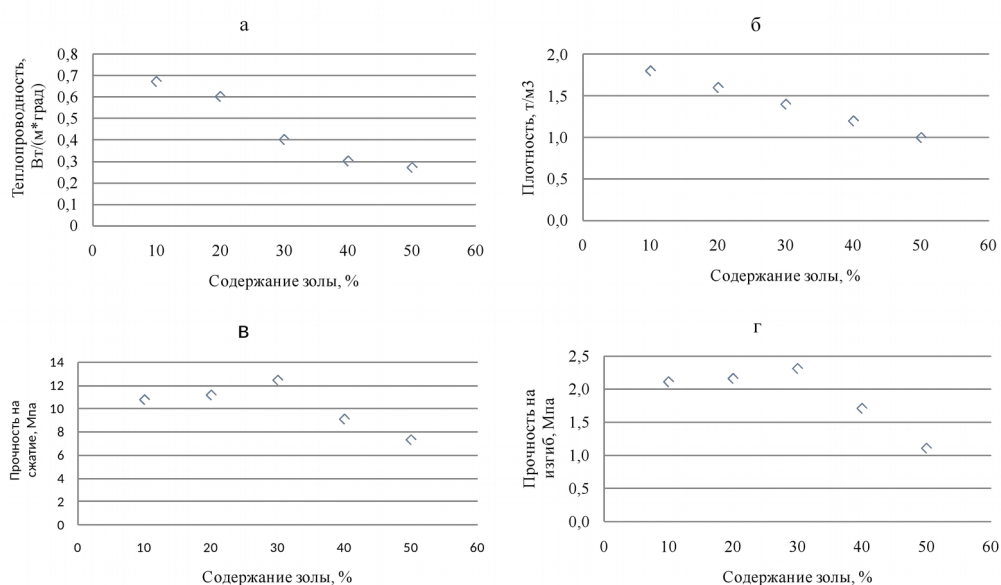 а
Теплопроводность,
Вт/(м*град)
0,8
0,7
0,6
0,5
0,4
0,3
0,2
0,1
0
0 10 20 30 40 50 60
Содержание золы, %
б
Плотность, т/м3
2,0
1,5
1,0
0,5
0,0
0 10 20 30 40 50 60
Содержание золы, %
в
Прочность на
сжатие, Мпа
14
12
10
8
6
4
2
0
0 10 20 30 40 50 60
Содержание золы, %
г
Прочность на
изгиб, Мпа
2,5
2,0
1,5
1,0
0,5
0,0
0 10 20 30 40 50 60
Содержание золы, %